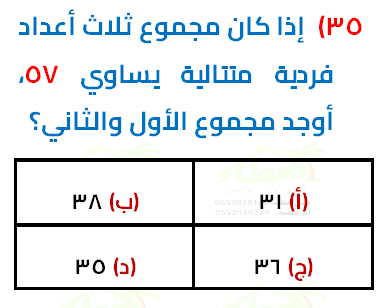 ٣٥) إذا كان مجموع ثلاث أعداد
فردية متتالية يساوي ٥٧،
أوجد مجموع الأول والثاني؟
(أ) ٣١
(ب) ٣٨
(ج) ٣٦
(د) ٣٥